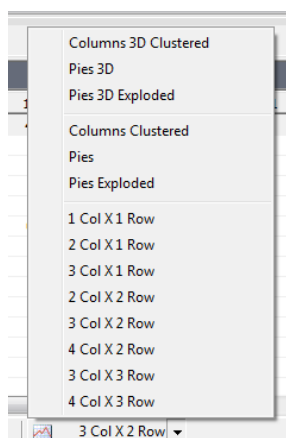 Columns 3D Clustered
Pies 3D
Pies 3D Exploded
Columns Clustered
Pies
Pies Exploded
1 Col X 1 Row
2 Col X 1 Row
3 Col X 1 Row
2 Col X 2 Row
3 Col X 2 Row
4 Col X 2 Row
3 Col X 3 Row
4 Col X 3 Row
3 Col X 2 Row